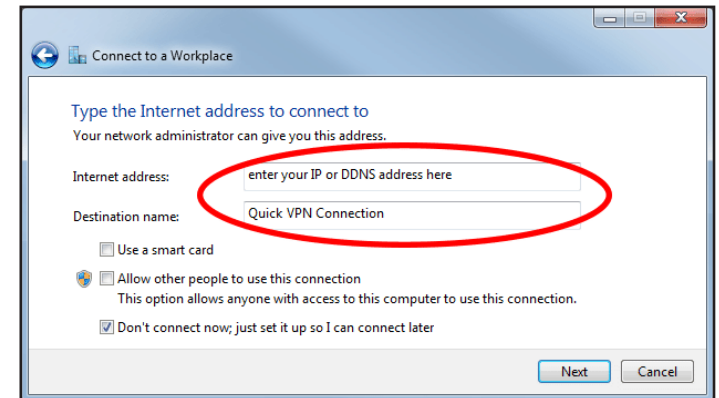 Connect to a Workplace
Type the Internet address to connect to
Your network administrator can give you this address.
Internet address: enter your IP or DDNS address here
Destination name: Quick VPN Connection
Use a smart card
Allow other people to use this connection
This option allows anyone with access to this computer to use this connection.
Don't connect now; just set it up so I can connect later
Next Cancel